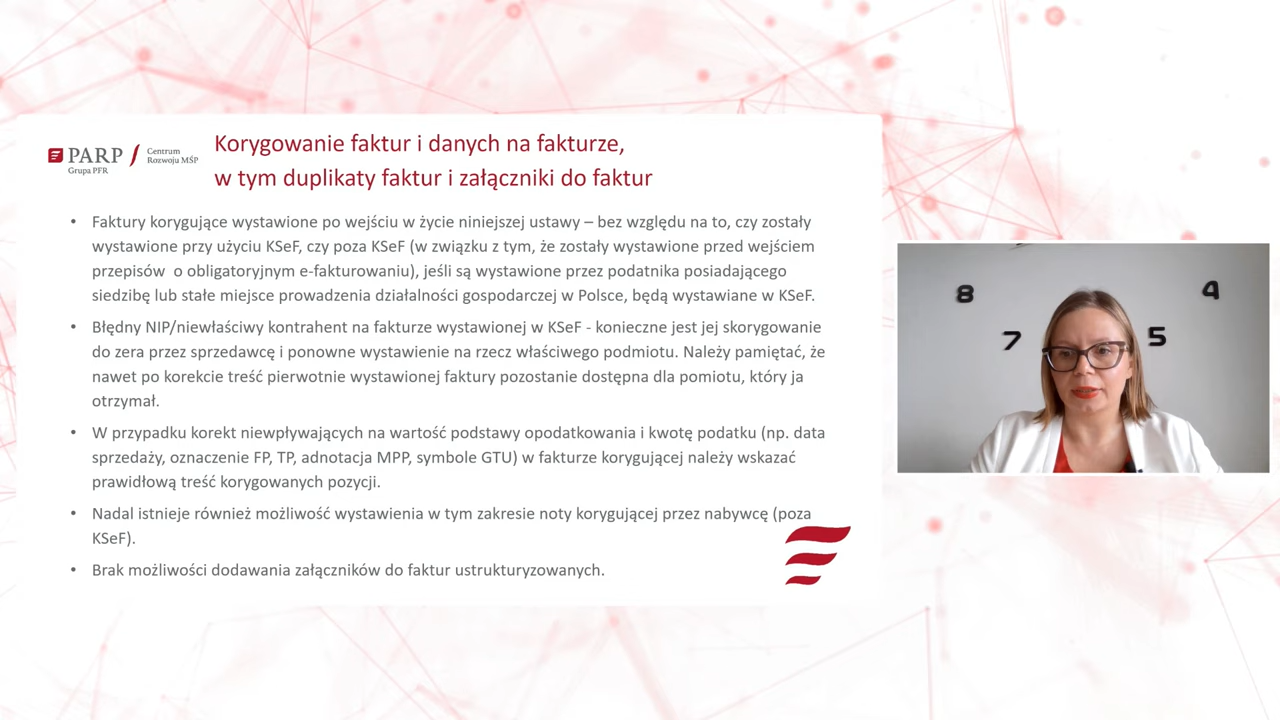 PARP
Grupa PFR
Centrum
Rozwoju MŚP
Korygowanie faktur i danych na fakturze,
w tym duplikaty faktur i załączniki do faktur
• Faktury korygujące wystawione po wejściu w życie niniejszej ustawy – bez względu na to, czy zostały
wystawione przy użyciu KSeF, czy poza KSeF (w związku z tym, że zostały wystawione przed wejściem
przepisów o obligatoryjnym e-fakturowaniu), jeśli są wystawione przez podatnika posiadającego
siedzibę lub stałe miejsce prowadzenia działalności gospodarczej w Polsce, będą wystawiane w KSeF.
• Błędny NIP/niewłaściwy kontrahent na fakturze wystawionej w KSeF - konieczne jest jej skorygowanie
do zera przez sprzedawcę i ponowne wystawienie na rzecz właściwego podmiotu. Należy pamiętać, że
nawet po korekcie treść pierwotnie wystawionej faktury pozostanie dostępna dla pomiotu, który ja
otrzymał.
• W przypadku korekt niewpływających na wartość podstawy opodatkowania i kwotę podatku (np. data
sprzedaży, oznaczenie FP, TP, adnotacja MPP, symbole GTU) w fakturze korygującej należy wskazać
prawidłową treść korygowanych pozycji.
• Nadal istnieje również możliwość wystawienia w tym zakresie noty korygującej przez nabywcę (poza
KSeF).
• Brak możliwości dodawania załączników do faktur ustrukturyzowanych.
8
4
7
5